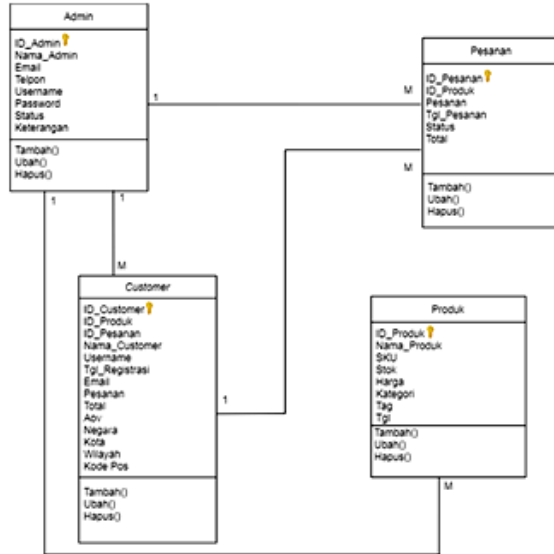 Admin
ID_Admin
Nama_Admin
Email
Telpon
Username
Password
Status
Keterangan
Tambah()
Ubah()
Hapus()
Pesanan
ID_Pesanan
ID_Produk
Pesanan
Tgl_Pesanan
Status
Total
Tambah()
Ubah()
Hapus()
1
M
M
1
1
M
Customer
ID_Customer
ID_Produk
ID_Pesanan
Nama_Customer
Username
Tgl_Registrasi
Email
Pesanan
Total
Aov
Negara
Kota
Wilayah
Kode Pos
Tambah()
Ubah()
Hapus()
1
Produk
ID_Produk
Nama_Produk
SKU
Stok
Harga
Kategori
Tag
Tgl
Tambah()
Ubah()
Hapus()
M